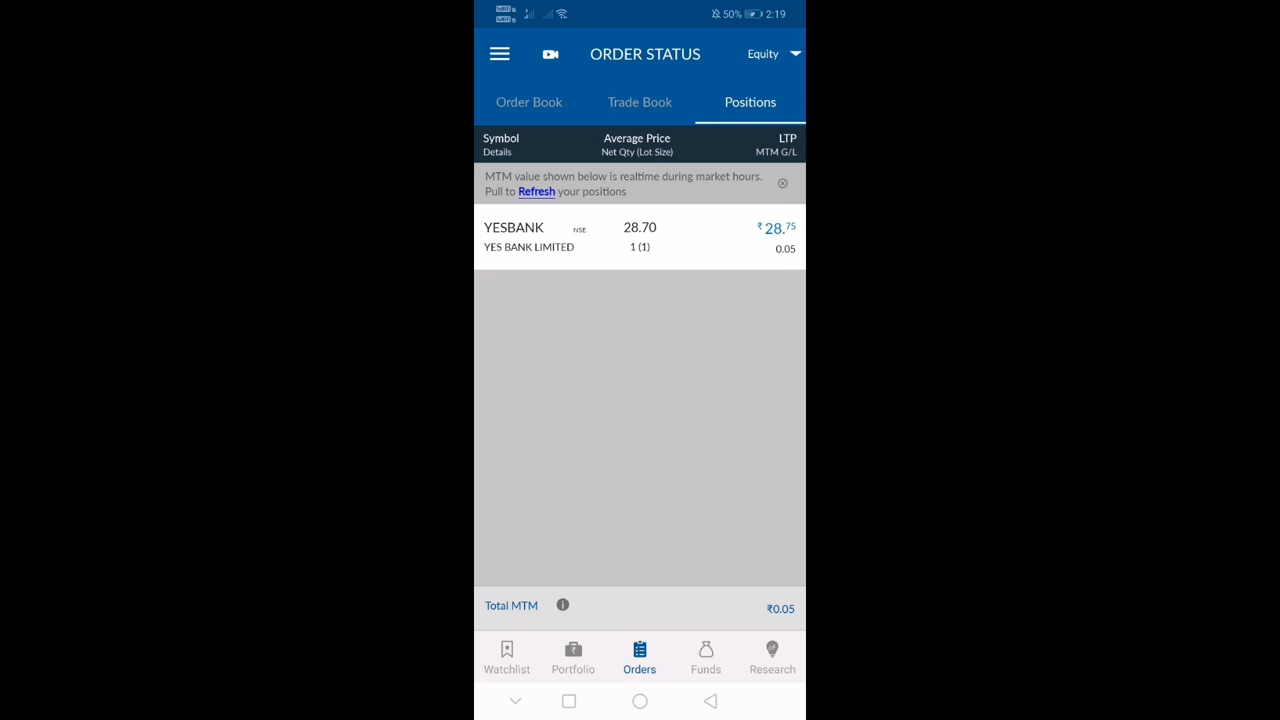 50% 2:19
ORDER STATUS Equity
Order Book Trade Book Positions
Symbol Average Price LTP
Details Net Qty (Lot Size) MTM G/L
MTM value shown below is realtime during market hours.
Pull to Refresh your positions
YESBANK NSE 28.70 ₹ 28.75
YES BANK LIMITED 1 (1) 0.05
Total MTM ₹0.05
Watchlist Portfolio Orders Funds Research